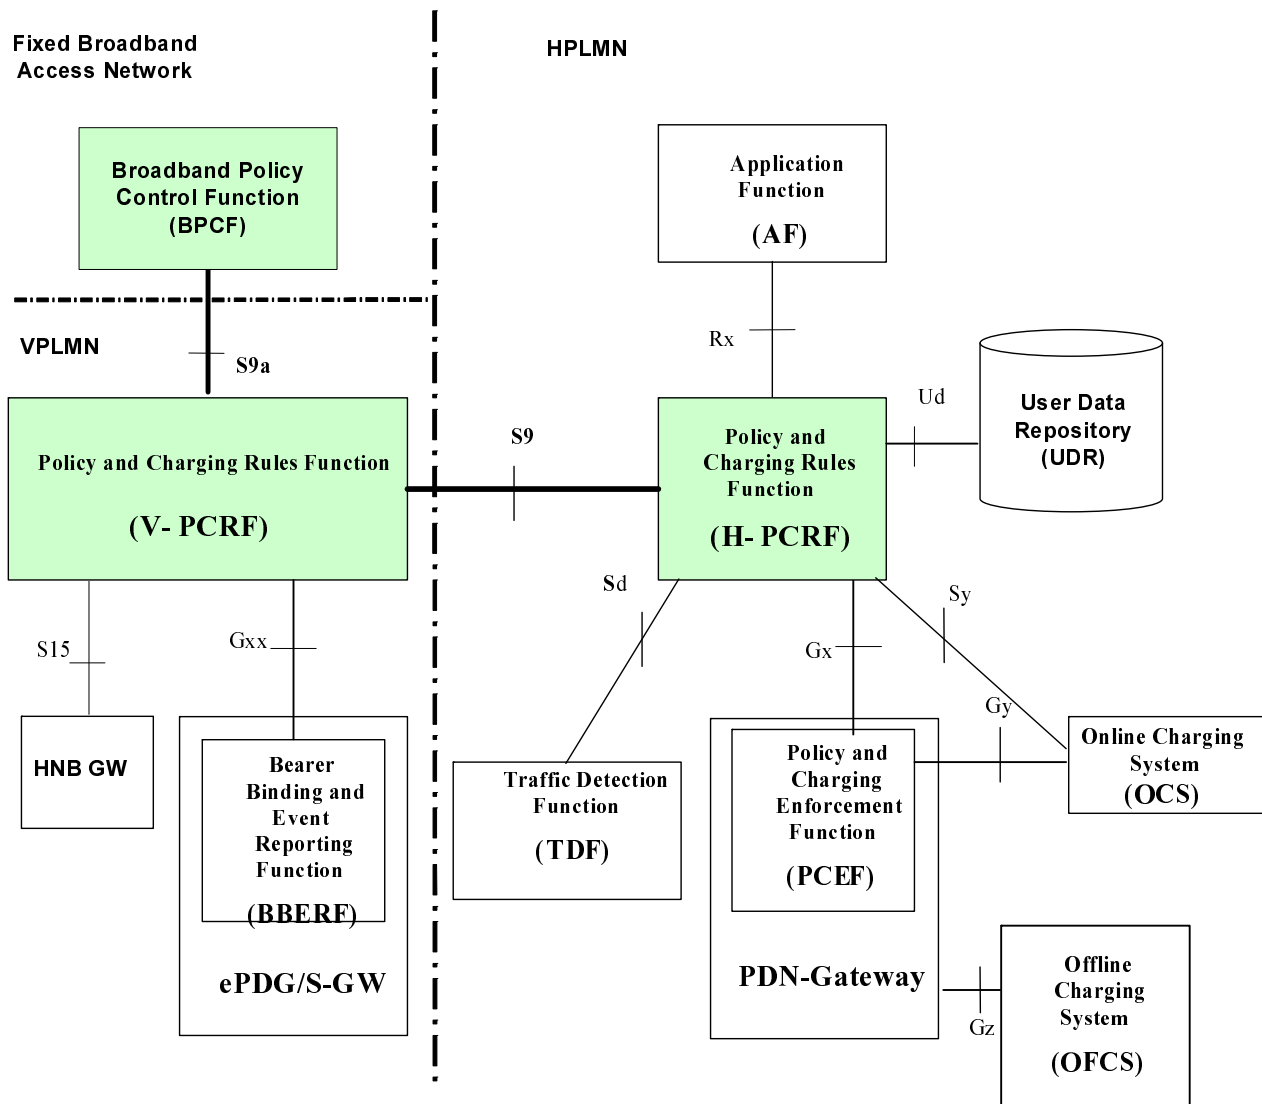 Fixed Broadband
Access Network
HPLMN
Broadband Policy
Control Function
(BPCF)
Application
Function
(AF)
VPLMN
S9a
Rx
Ud
User Data
Repository
(UDR)
Policy and Charging Rules Function
(V- PCRF)
S9
Policy and
Charging Rules
Function
(H- PCRF)
S15
Gxx
Sd
Gx
Sy
Gy
HNB GW
Bearer
Binding and
Event
Reporting
Function
(BBERF)
ePDG/S-GW
Traffic Detection
Function
(TDF)
Policy and
Charging
Enforcement
Function
(PCEF)
PDN-Gateway
Online Charging
System
(OCS)
Gz
Offline
Charging
System
(OFCS)